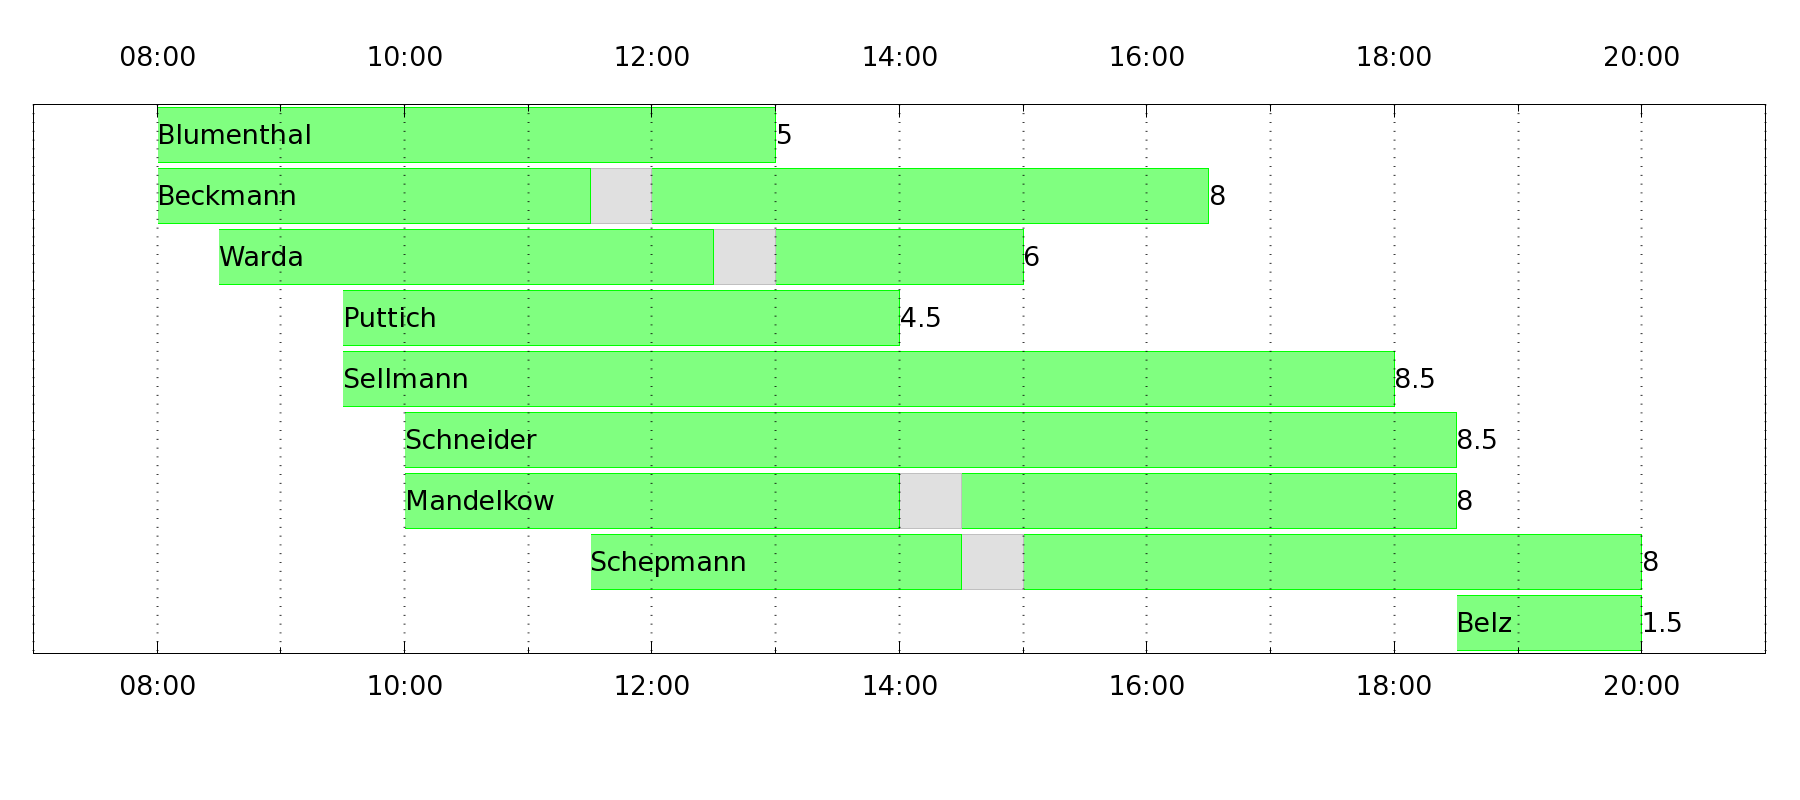 08:00 10:00 12:00 14:00 16:00 18:00 20:00
Blumenthal 5
Beckmann 8
Warda 6
Puttich 4.5
Sellmann 8.5
Schneider 8.5
Mandelkow 8
Schepmann 8
Belz 1.5
08:00 10:00 12:00 14:00 16:00 18:00 20:00